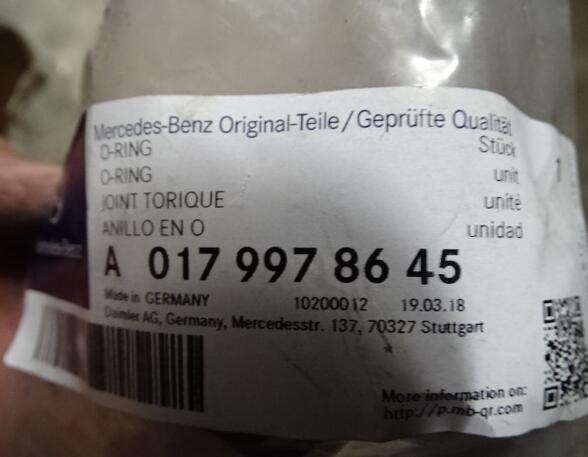 Mercedes-Benz Original-Teile/Geprüfte Qualität
O-RING Stück
O-RING unit 1
JOINT TORIQUE unité
ANILLO EN O unidad
A 017 997 86 45
Made in GERMANY 10200012 19.03.18
Daimler AG, Germany, Mercedesstr. 137, 70327 Stuttgart
More information on:
http://p.mb-qr.com